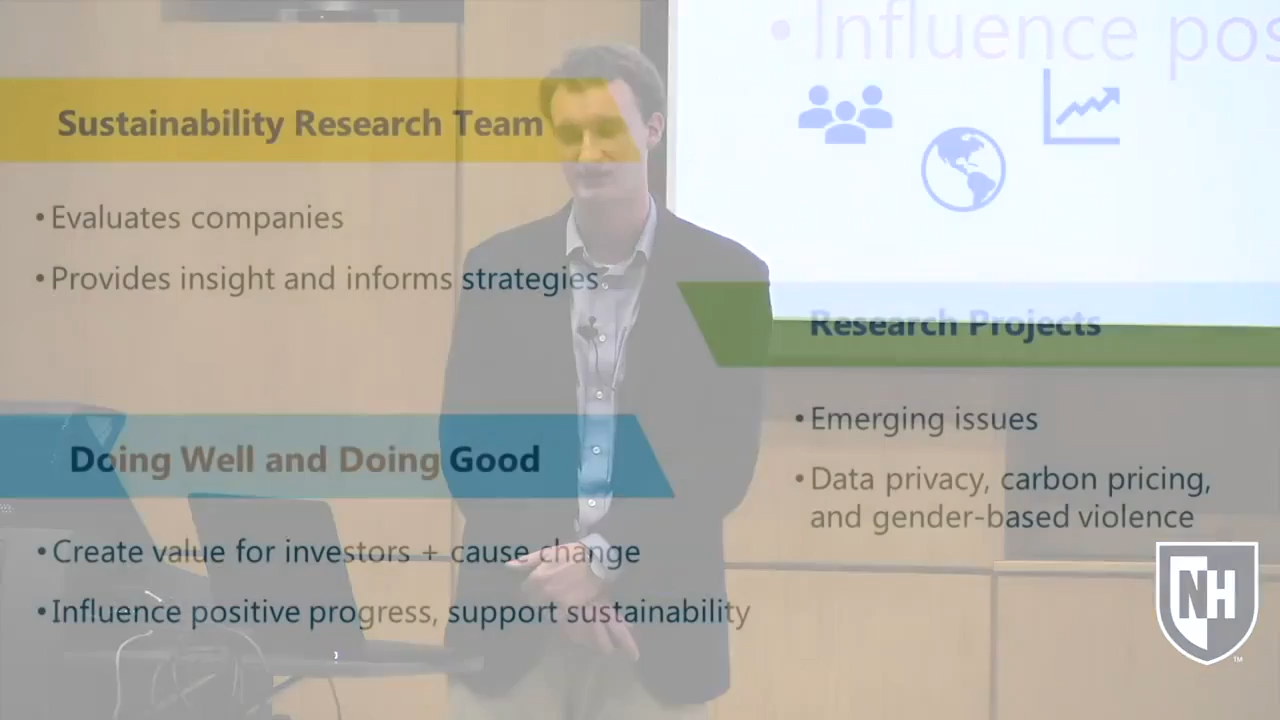 Influence pos
Sustainability Research Team
• Evaluates companies
• Provides insight and informs strategies
Research Projects
• Emerging issues
• Data privacy, carbon pricing,
and gender-based violence
Doing Well and Doing Good
• Create value for investors + cause change
• Influence positive progress, support sustainability
NH
TM